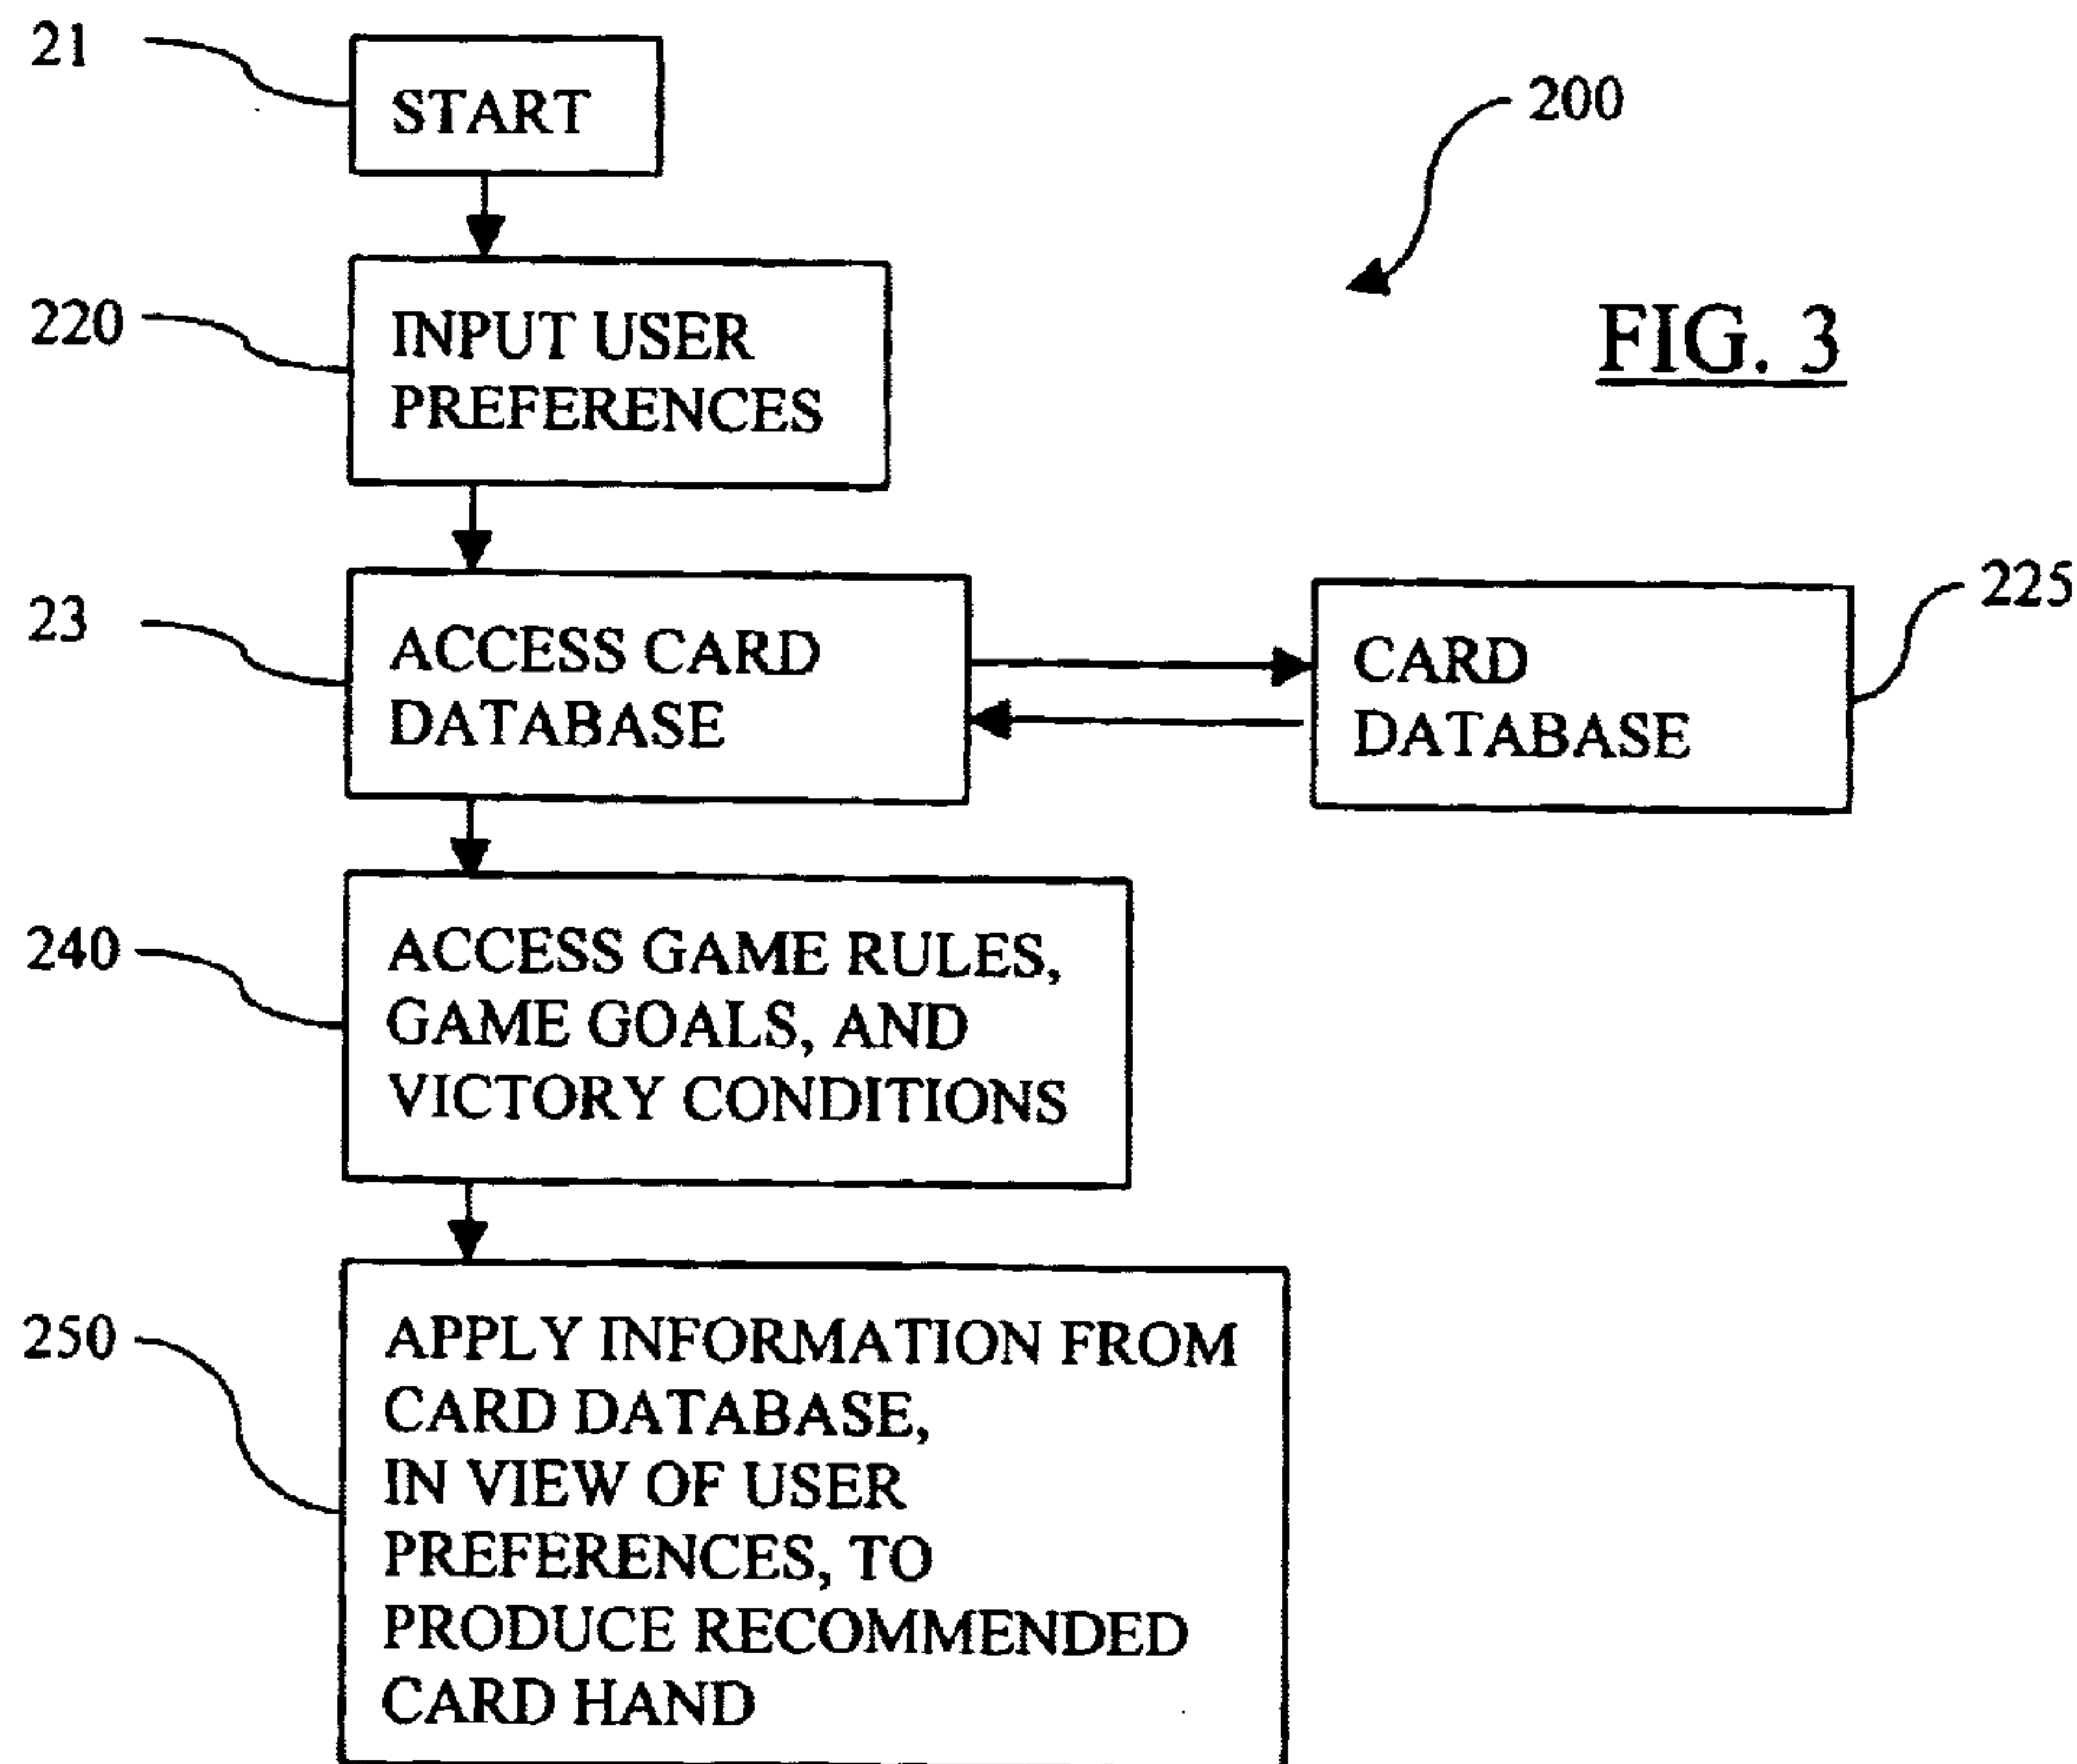 21
START
200
220
INPUT USER
PREFERENCES
FIG. 3
23
ACCESS CARD
DATABASE
CARD
DATABASE
225
240
ACCESS GAME RULES,
GAME GOALS, AND
VICTORY CONDITIONS
250
APPLY INFORMATION FROM
CARD DATABASE,
IN VIEW OF USER
PREFERENCES, TO
PRODUCE RECOMMENDED
CARD HAND